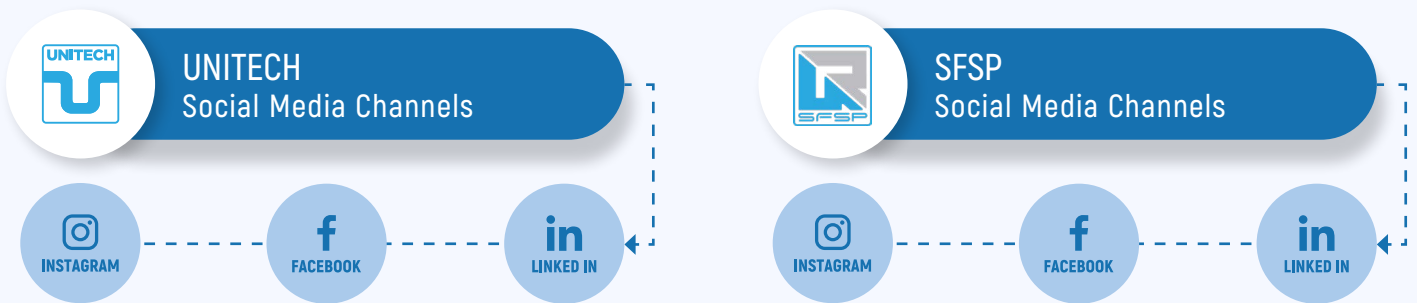 UNITECH
UNITECH
Social Media Channels
INSTAGRAM
FACEBOOK
LINKED IN
SFSP
SFSP
Social Media Channels
INSTAGRAM
FACEBOOK
LINKED IN